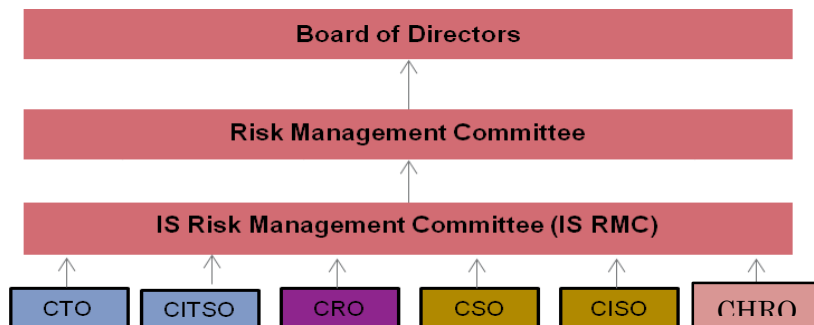 Board of Directors
Risk Management Committee
IS Risk Management Committee (IS RMC)
CTO CITSO CRO CSO CISO CHRO